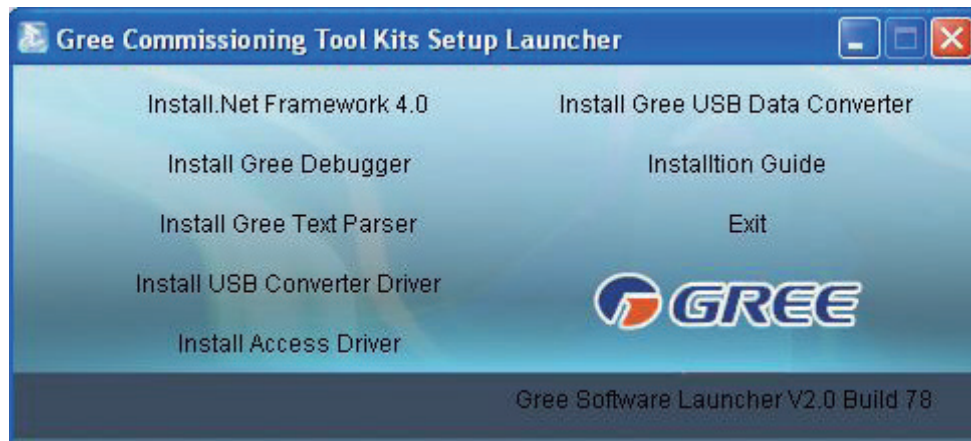 Gree Commissioning Tool Kits Setup Launcher
Install.Net Framework 4.0
Install Gree USB Data Converter
Install Gree Debugger
Installtion Guide
Install Gree Text Parser
Exit
Install USB Converter Driver
GREE
Install Access Driver
Gree Software Launcher V2.0 Build 78